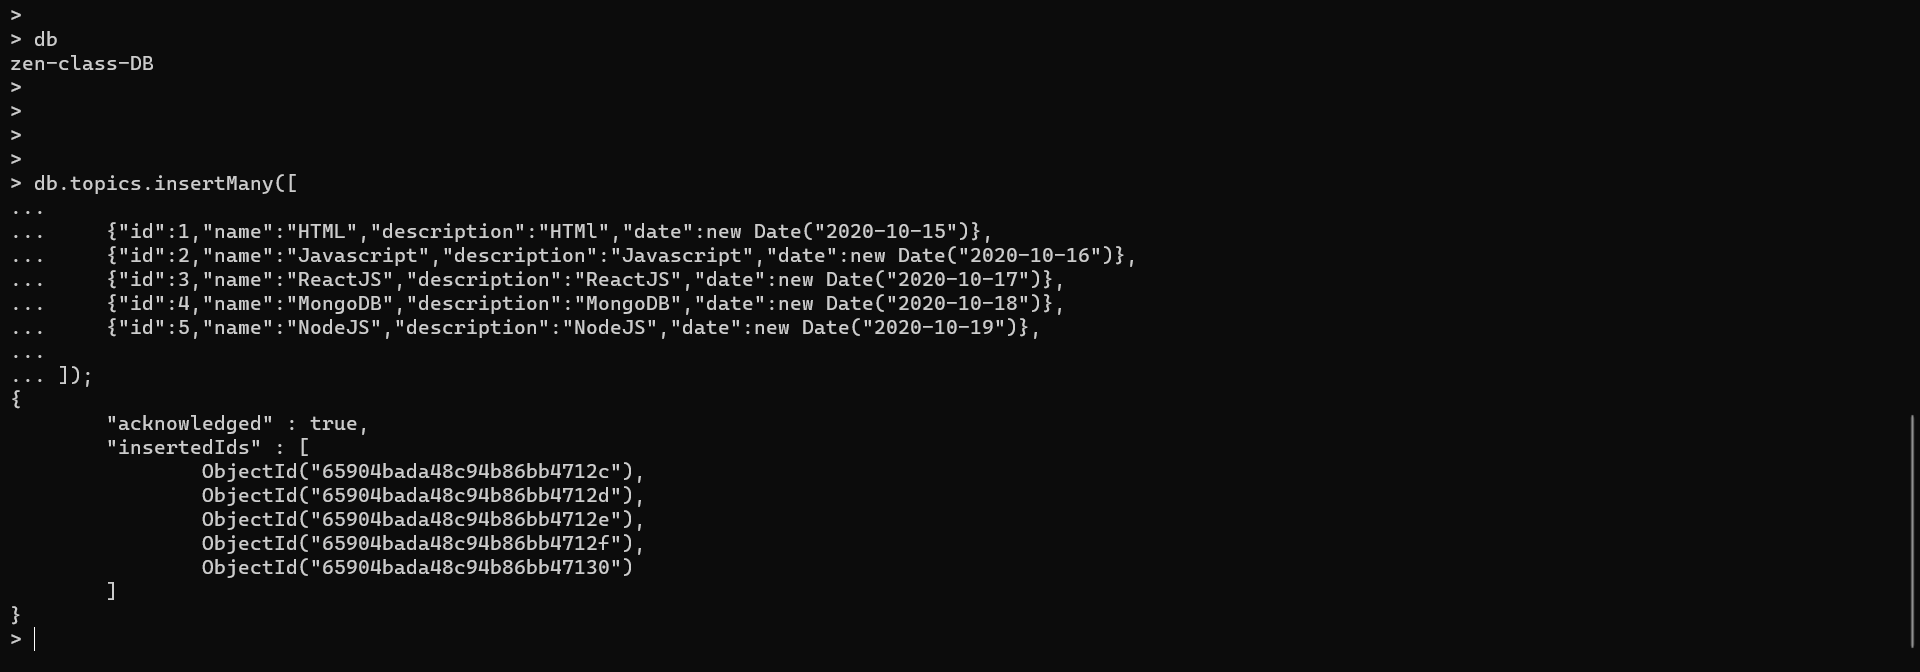 >
> db
zen-class-DB
>
>
>
>
> db.topics.insertMany([
...
...     {"id":1,"name":"HTML","description":"HTMl","date":new Date("2020-10-15")},
...     {"id":2,"name":"Javascript","description":"Javascript","date":new Date("2020-10-16")},
...     {"id":3,"name":"ReactJS","description":"ReactJS","date":new Date("2020-10-17")},
...     {"id":4,"name":"MongoDB","description":"MongoDB","date":new Date("2020-10-18")},
...     {"id":5,"name":"NodeJS","description":"NodeJS","date":new Date("2020-10-19")},
...
... ]);
{
        "acknowledged" : true,
        "insertedIds" : [
                ObjectId("65904bada48c94b86bb4712c"),
                ObjectId("65904bada48c94b86bb4712d"),
                ObjectId("65904bada48c94b86bb4712e"),
                ObjectId("65904bada48c94b86bb4712f"),
                ObjectId("65904bada48c94b86bb47130")
        ]
}
>